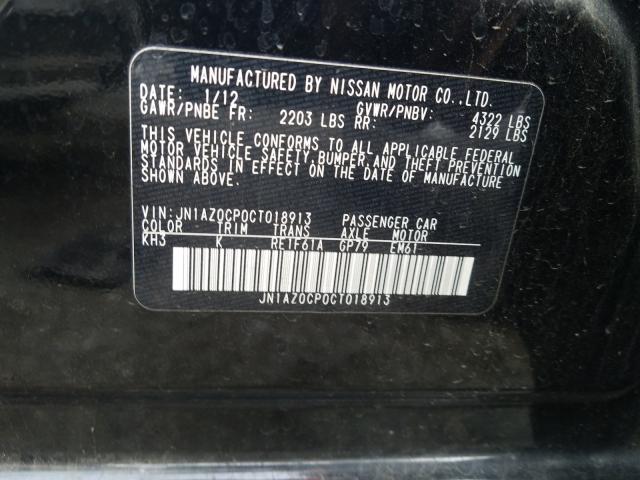 MANUFACTURED BY NISSAN MOTOR CO.,LTD.
DATE: 1/12 GVWR/PNBV: 4322 LBS
GAWR/PNBE FR: 2203 LBS RR: 2129 LBS
THIS VEHICLE CONFORMS TO ALL APPLICABLE FEDERAL
MOTOR VEHICLE SAFETY, BUMPER, AND THEFT PREVENTION
STANDARDS IN EFFECT ON THE DATE OF MANUFACTURE
SHOWN ABOVE.
VIN: JN1AZ0CP0CT018913 PASSENGER CAR
COLOR TRIM TRANS AXLE MOTOR
KH3 K RE1F61A GP79 EM61
JN1AZ0CP0CT018913